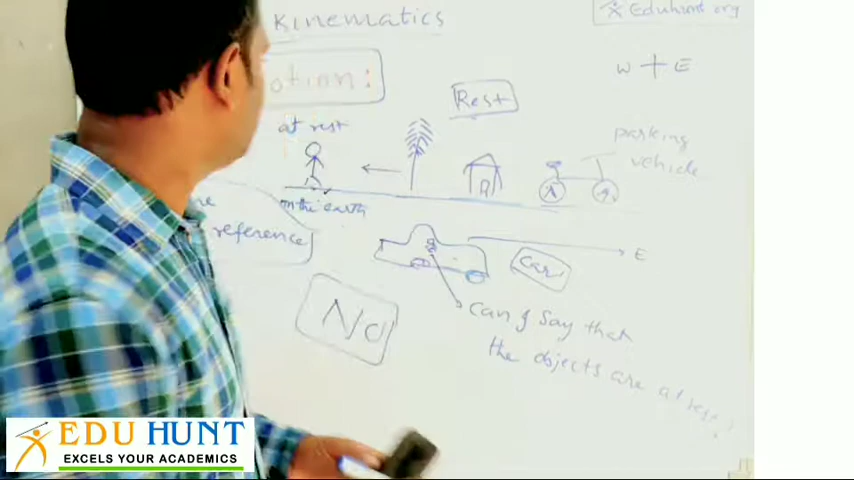 Kinematics
Eduhunt.org
W E
otion:
Rest
at rest
parking
vehicle
on the earth
reference
E
Car
No
Can I Say that
the objects are at rest?
EDU HUNT
EXCELS YOUR ACADEMICS